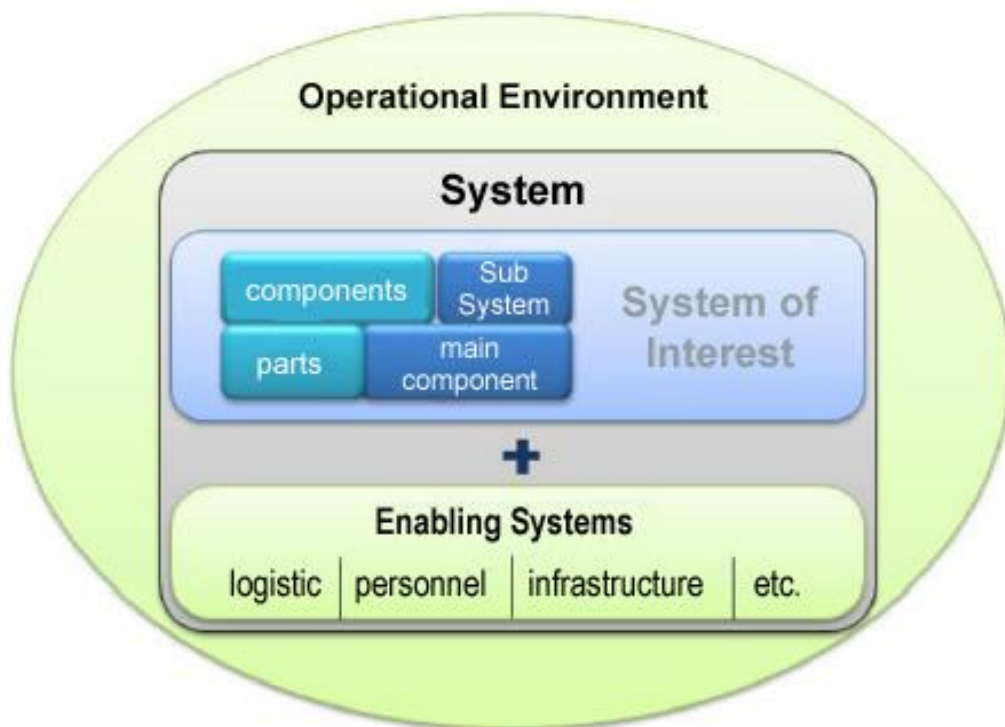 Operational Environment
System
components
Sub
System
parts
main
component
System of
Interest
+
Enabling Systems
logistic
personnel
infrastructure
etc.